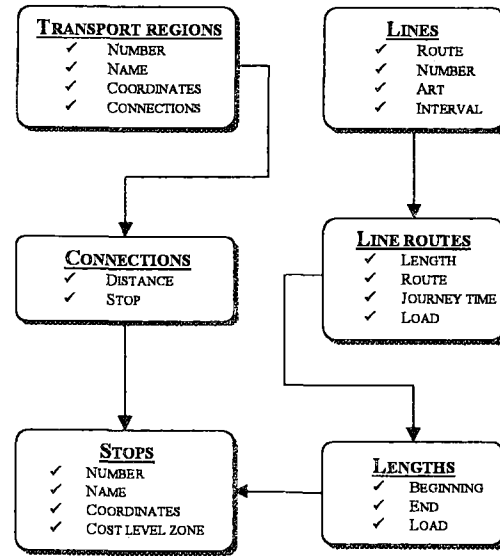 TRANSPORT REGIONS
✓ NUMBER
✓ NAME
✓ COORDINATES
✓ CONNECTIONS
LINES
✓ ROUTE
✓ NUMBER
✓ ART
✓ INTERVAL
CONNECTIONS
✓ DISTANCE
✓ STOP
LINE ROUTES
✓ LENGTH
✓ ROUTE
✓ JOURNEY TIME
✓ LOAD
STOPS
✓ NUMBER
✓ NAME
✓ COORDINATES
✓ COST LEVEL ZONE
LENGTHS
✓ BEGINNING
✓ END
✓ LOAD